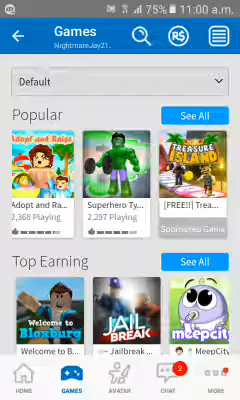 75% 11:00 a.m.
Games
NightmareJay21...
R$
Default
Popular
See All
Adopt and Raise
TREASURE ISLAND
Adopt and Ra...
Superhero Ty...
[FREE!!] Trea...
2,368 Playing
2,297 Playing
Sponsored Game
Top Earning
See All
Welcome to Bloxburg
JAIL BREAK
meepcity
Welcome to B...
Jailbreak ...
MeepCity
2
HOME
GAMES
AVATAR
CHAT
MORE